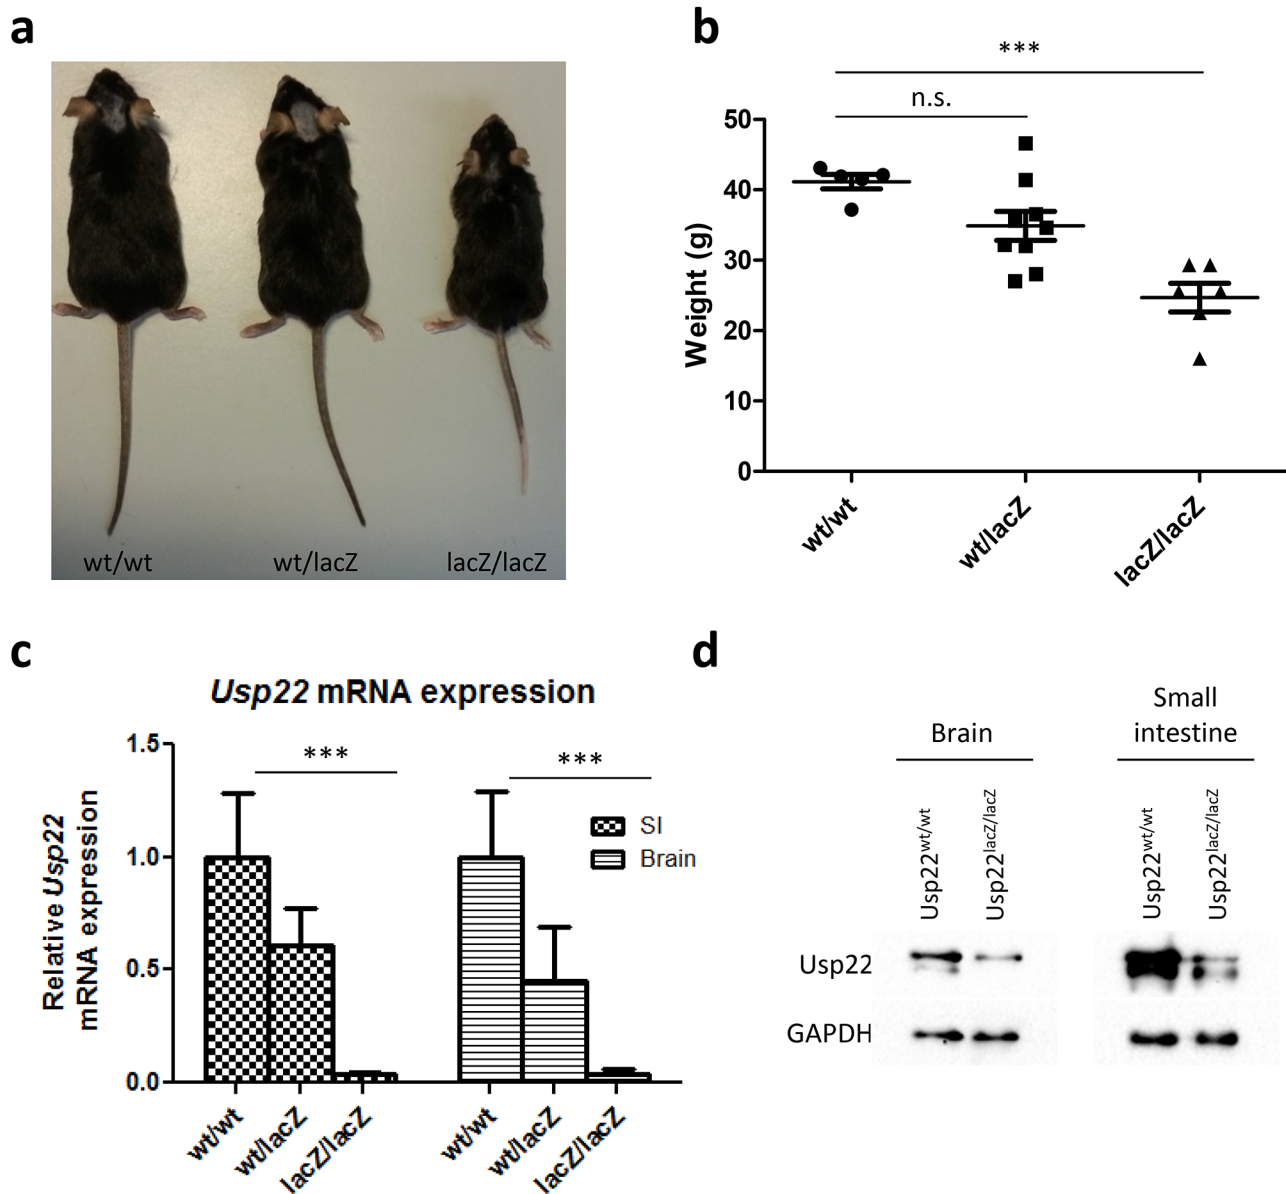 a
wt/wt
wt/lacZ
lacZ/lacZ
b
***
n.s.
Weight (g)
50
40
30
20
10
0
wt/wt
wt/lacZ
lacZ/lacZ
c
Usp22 mRNA expression
Relative Usp22
mRNA expression
1.5
1.0
0.5
0.0
***
***
SI
Brain
wt/wt
wt/lacZ
lacZ/lacZ
wt/wt
wt/lacZ
lacZ/lacZ
d
Brain
Small
intestine
Usp22wt/wt
Usp22lacZ/lacZ
Usp22wt/wt
Usp22lacZ/lacZ
Usp22
GAPDH